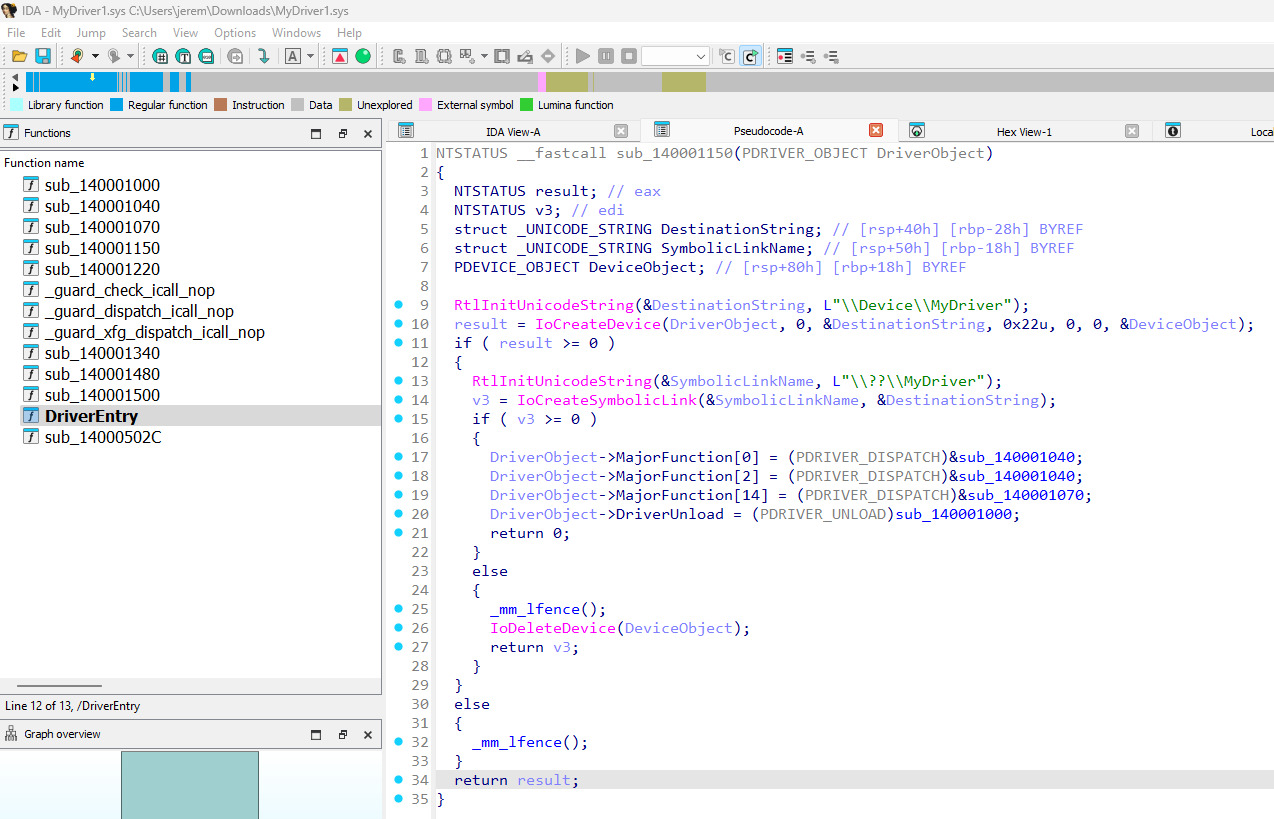 IDA - MyDriver1.sys C:\Users\jerem\Downloads\MyDriver1.sys
File Edit Jump Search View Options Windows Help
Library function Regular function Instruction Data Unexplored External symbol Lumina function
Functions
Function name
f sub_140001000
f sub_140001040
f sub_140001070
f sub_140001150
f sub_140001220
f _guard_check_icall_nop
f _guard_dispatch_icall_nop
f _guard_xfg_dispatch_icall_nop
f sub_140001340
f sub_140001480
f sub_140001500
f DriverEntry
f sub_14000502C
Line 12 of 13, /DriverEntry
Graph overview
IDA View-A Pseudocode-A Hex View-1 Loca
1 NTSTATUS __fastcall sub_140001150(PDRIVER_OBJECT DriverObject)
2 {
3 NTSTATUS result; // eax
4 NTSTATUS v3; // edi
5 struct _UNICODE_STRING DestinationString; // [rsp+40h] [rbp-28h] BYREF
6 struct _UNICODE_STRING SymbolicLinkName; // [rsp+50h] [rbp-18h] BYREF
7 PDEVICE_OBJECT DeviceObject; // [rsp+80h] [rbp+18h] BYREF
8
9 RtlInitUnicodeString(&DestinationString, L"\\Device\\MyDriver");
10 result = IoCreateDevice(DriverObject, 0, &DestinationString, 0x22u, 0, 0, &DeviceObject);
11 if ( result >= 0 )
12 {
13 RtlInitUnicodeString(&SymbolicLinkName, L"\\??\\MyDriver");
14 v3 = IoCreateSymbolicLink(&SymbolicLinkName, &DestinationString);
15 if ( v3 >= 0 )
16 {
17 DriverObject->MajorFunction[0] = (PDRIVER_DISPATCH)&sub_140001040;
18 DriverObject->MajorFunction[2] = (PDRIVER_DISPATCH)&sub_140001040;
19 DriverObject->MajorFunction[14] = (PDRIVER_DISPATCH)&sub_140001070;
20 DriverObject->DriverUnload = (PDRIVER_UNLOAD)sub_140001000;
21 return 0;
22 }
23 else
24 {
25 _mm_lfence();
26 IoDeleteDevice(DeviceObject);
27 return v3;
28 }
29 }
30 else
31 {
32 _mm_lfence();
33 }
34 return result;
35 }